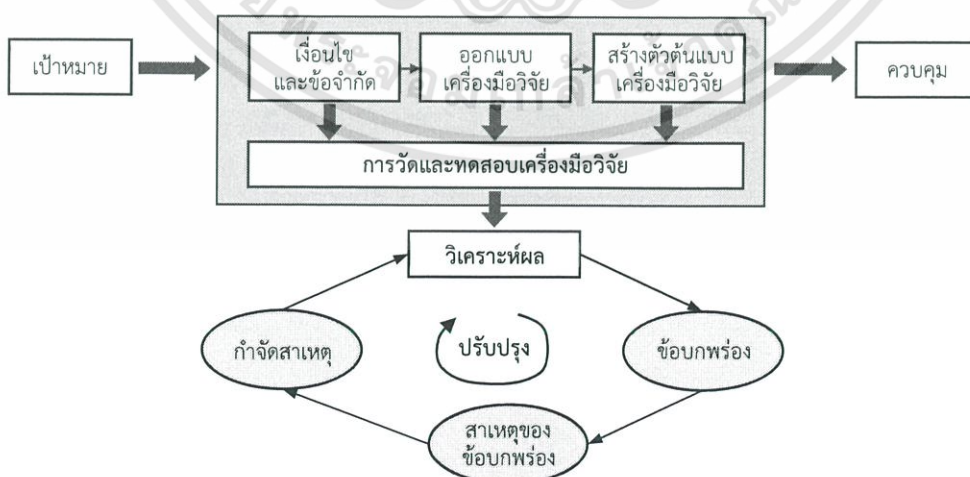 เป้าหมาย
เงื่อนไข
และข้อจำกัด
ออกแบบ
เครื่องมือวิจัย
สร้างตัวต้นแบบ
เครื่องมือวิจัย
ควบคุม
การวัดและทดสอบเครื่องมือวิจัย
วิเคราะห์ผล
กำจัดสาเหตุ
ปรับปรุง
ข้อบกพร่อง
สาเหตุของ
ข้อบกพร่อง